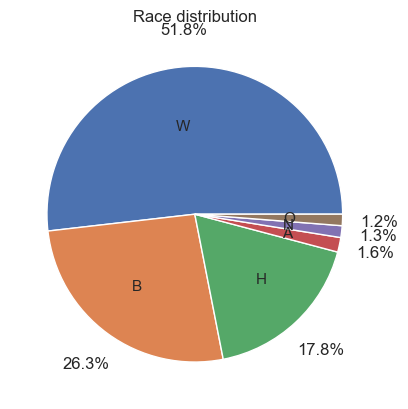 Race distribution
51.8%
W
O
1.2%
N
1.3%
A
1.6%
H
B
17.8%
26.3%